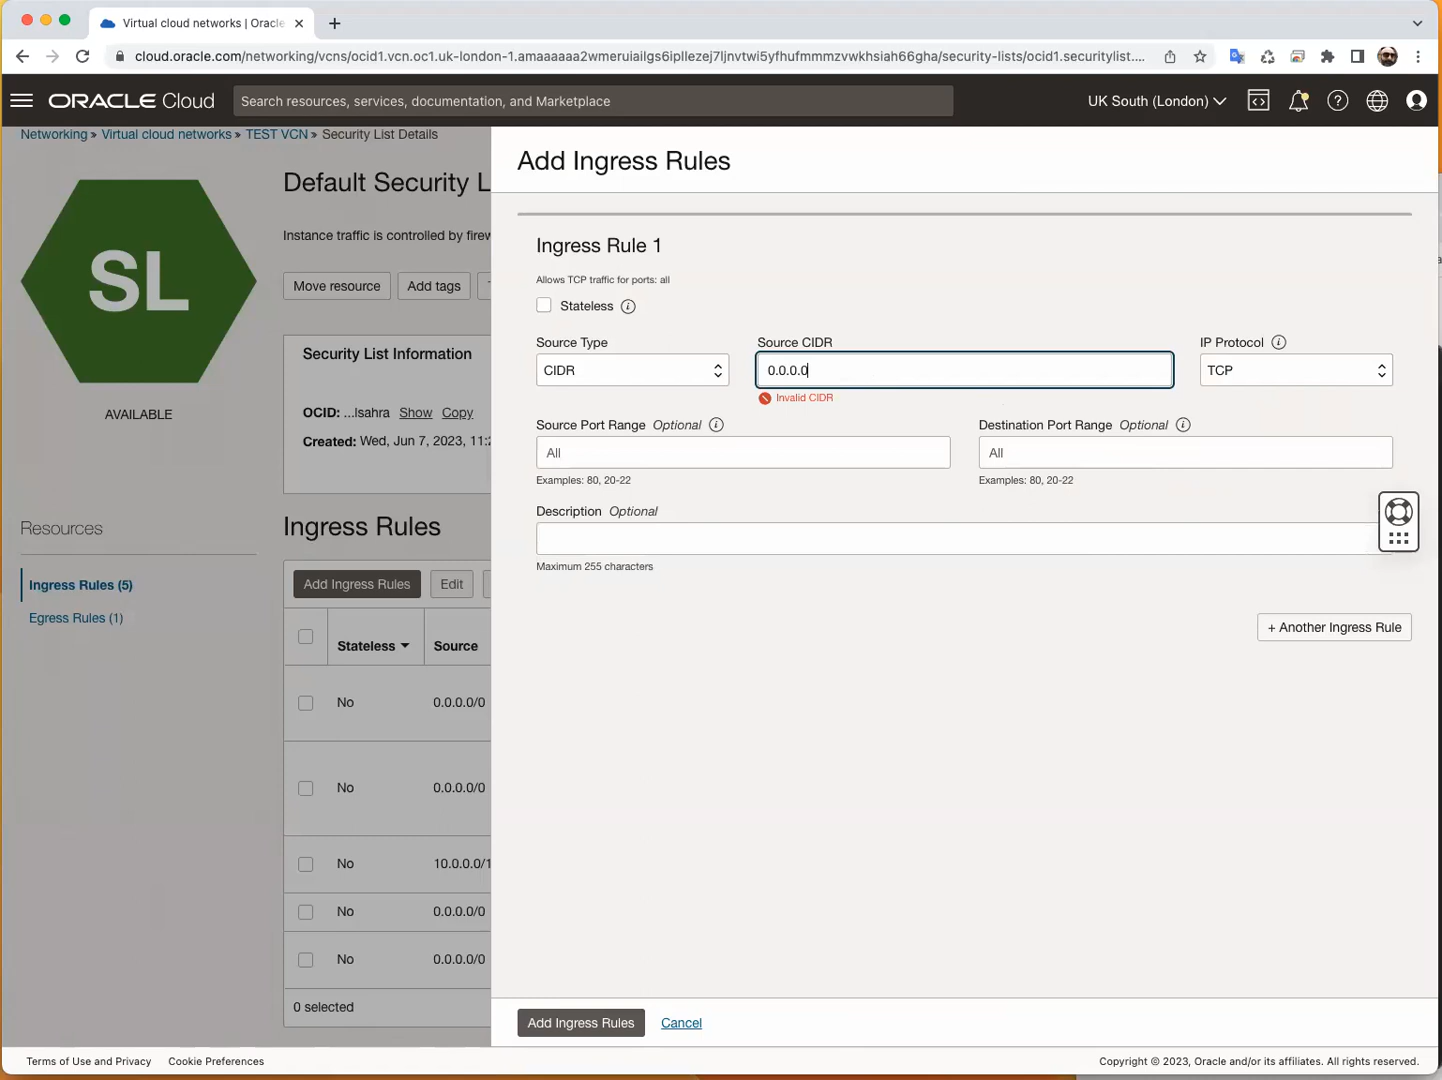 Virtual cloud networks | Oracle
cloud.oracle.com/networking/vcns/ocid1.vcn.oc1.uk-london-1.amaaaaaa2wmeruiailgs6ipllezej7ljnvtwi5yfhufmmmzvwkhsiah66gha/security-lists/ocid1.securitylist....
ORACLE Cloud
Search resources, services, documentation, and Marketplace
UK South (London)
Networking » Virtual cloud networks » TEST VCN » Security List Details
Add Ingress Rules
Default Security L
SL
Instance traffic is controlled by firew
Move resource
Add tags
AVAILABLE
Security List Information
OCID: ...lsahra Show Copy
Created: Wed, Jun 7, 2023, 11:2
Ingress Rule 1
Allows TCP traffic for ports: all
Stateless
Source Type
Source CIDR
IP Protocol
CIDR
0.0.0.0
TCP
Invalid CIDR
Source Port Range Optional
Destination Port Range Optional
All
All
Examples: 80, 20-22
Examples: 80, 20-22
Description Optional
Maximum 255 characters
+ Another Ingress Rule
Resources
Ingress Rules (5)
Egress Rules (1)
Ingress Rules
Add Ingress Rules
Edit
Stateless
Source
No
0.0.0.0/0
No
0.0.0.0/0
No
10.0.0.0/1
No
0.0.0.0/0
No
0.0.0.0/0
0 selected
Add Ingress Rules
Cancel
Terms of Use and Privacy
Cookie Preferences
Copyright © 2023, Oracle and/or its affiliates. All rights reserved.